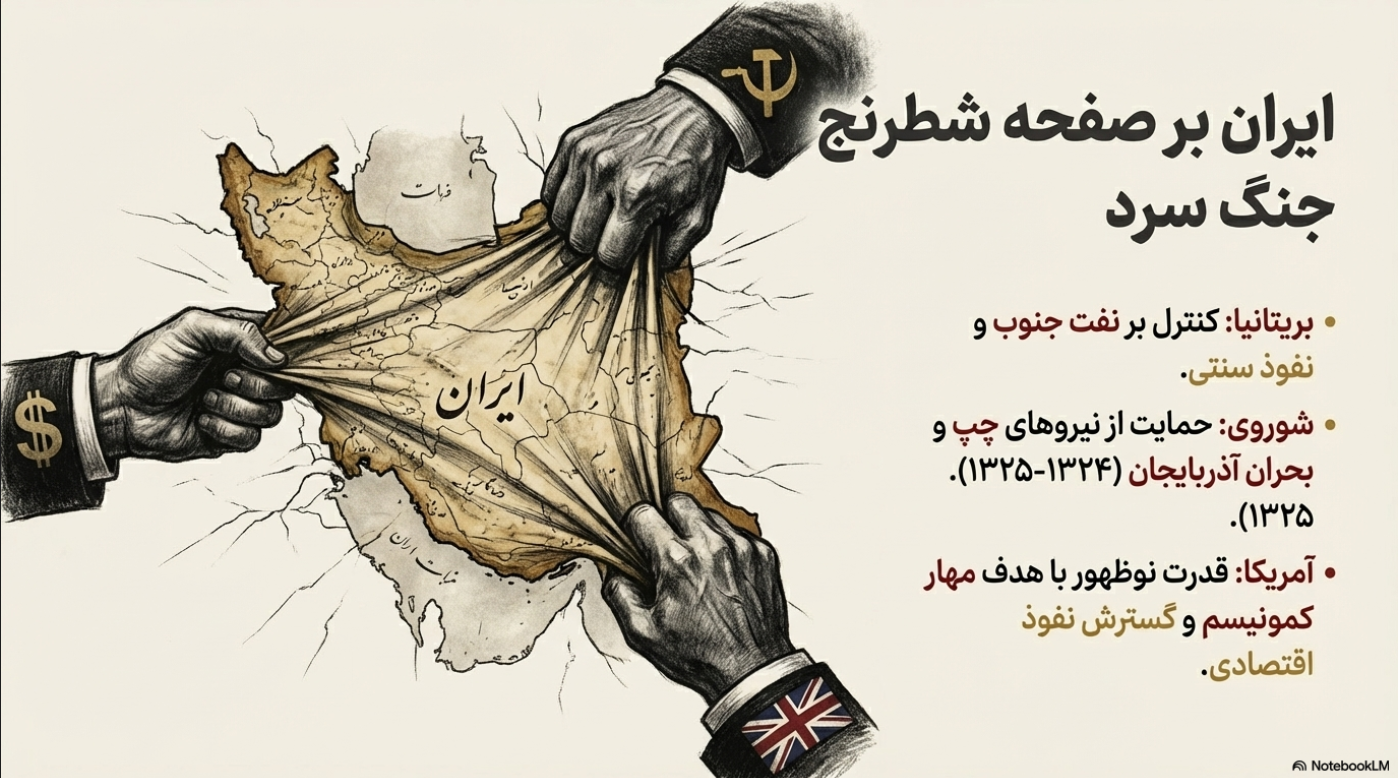 ایران بر صفحه شطرنج
جنگ سرد
بریتانیا: کنترل بر نفت جنوب و
نفوذ سنتی.
شوروی: حمایت از نیروهای چپ و
بحران آذربایجان (۱۳۲۴-۱۳۲۵).
۱۳۲۵).
آمریکا: قدرت نوظهور با هدف مهار
کمونیسم و گسترش نفوذ
اقتصادی.
ایران
$
NotebookLM